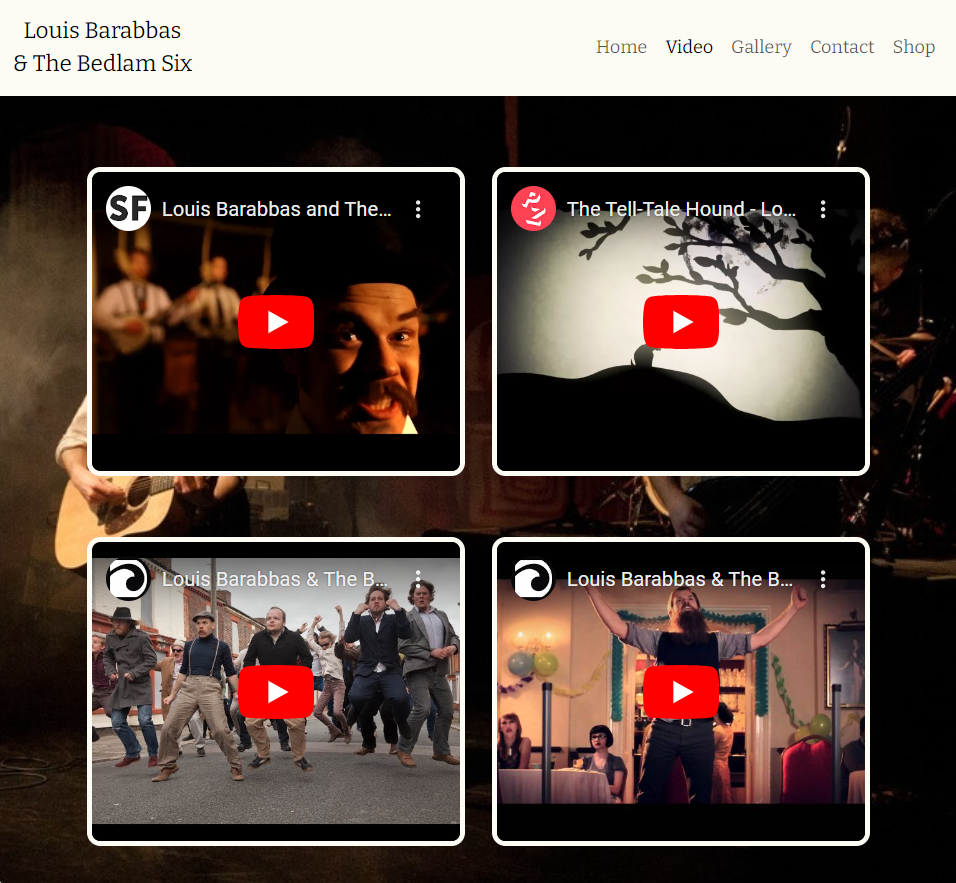 Louis Barabbas
& The Bedlam Six
Home Video Gallery Contact Shop
SF Louis Barabbas and The...
The Tell-Tale Hound - Lo...
Louis Barabbas & The B...
Louis Barabbas & The B...